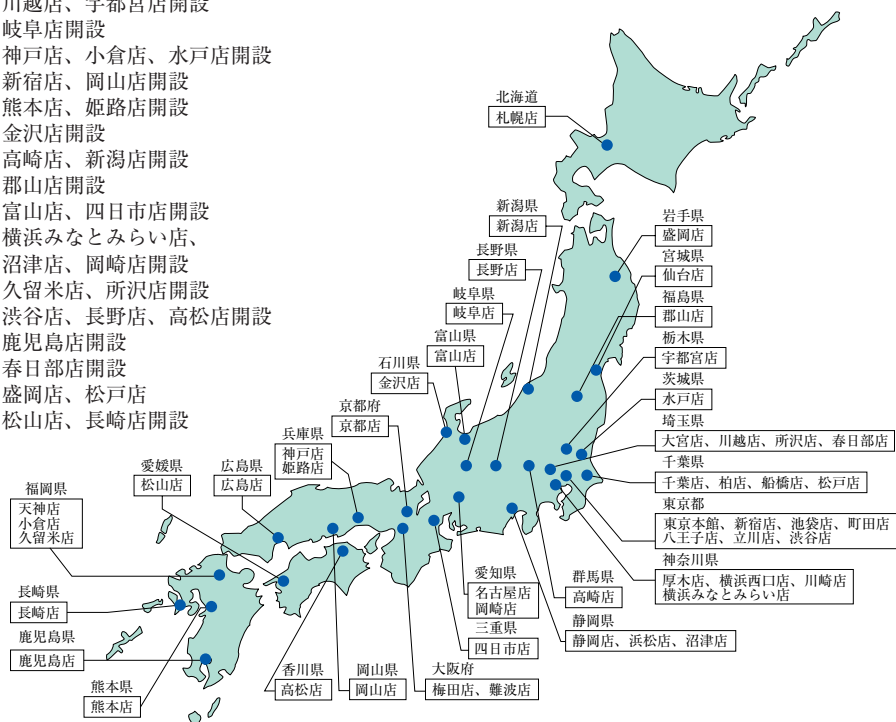 川越店、宇都宮店開設
岐阜店開設
神戸店、小倉店、水戸店開設
新宿店、岡山店開設
熊本店、姫路店開設
金沢店開設
高崎店、新潟店開設
郡山店開設
富山店、四日市店開設
横浜みなとみらい店、
沼津店、岡崎店開設
久留米店、所沢店開設
渋谷店、長野店、高松店開設
鹿児島店開設
春日部店開設
盛岡店、松戸店
松山店、長崎店開設
北海道
札幌店
新潟県
新潟店
長野県
長野店
岐阜県
岐阜店
富山県
富山店
石川県
金沢店
京都府
京都店
兵庫県
神戸店
姫路店
広島県
広島店
愛媛県
松山店
福岡県
天神店
小倉店
久留米店
長崎県
長崎店
鹿児島県
鹿児島店
熊本県
熊本店
岩手県
盛岡店
宮城県
仙台店
福島県
郡山店
栃木県
宇都宮店
茨城県
水戸店
埼玉県
大宮店、川越店、所沢店、春日部店
千葉県
千葉店、柏店、船橋店、松戸店
東京都
東京本館、新宿店、池袋店、町田店
八王子店、立川店、渋谷店
神奈川県
厚木店、横浜西口店、川崎店
横浜みなとみらい店
群馬県
高崎店
静岡県
静岡店、浜松店、沼津店
愛知県
名古屋店
岡崎店
三重県
四日市店
大阪府
梅田店、難波店
岡山県
岡山店
香川県
高松店